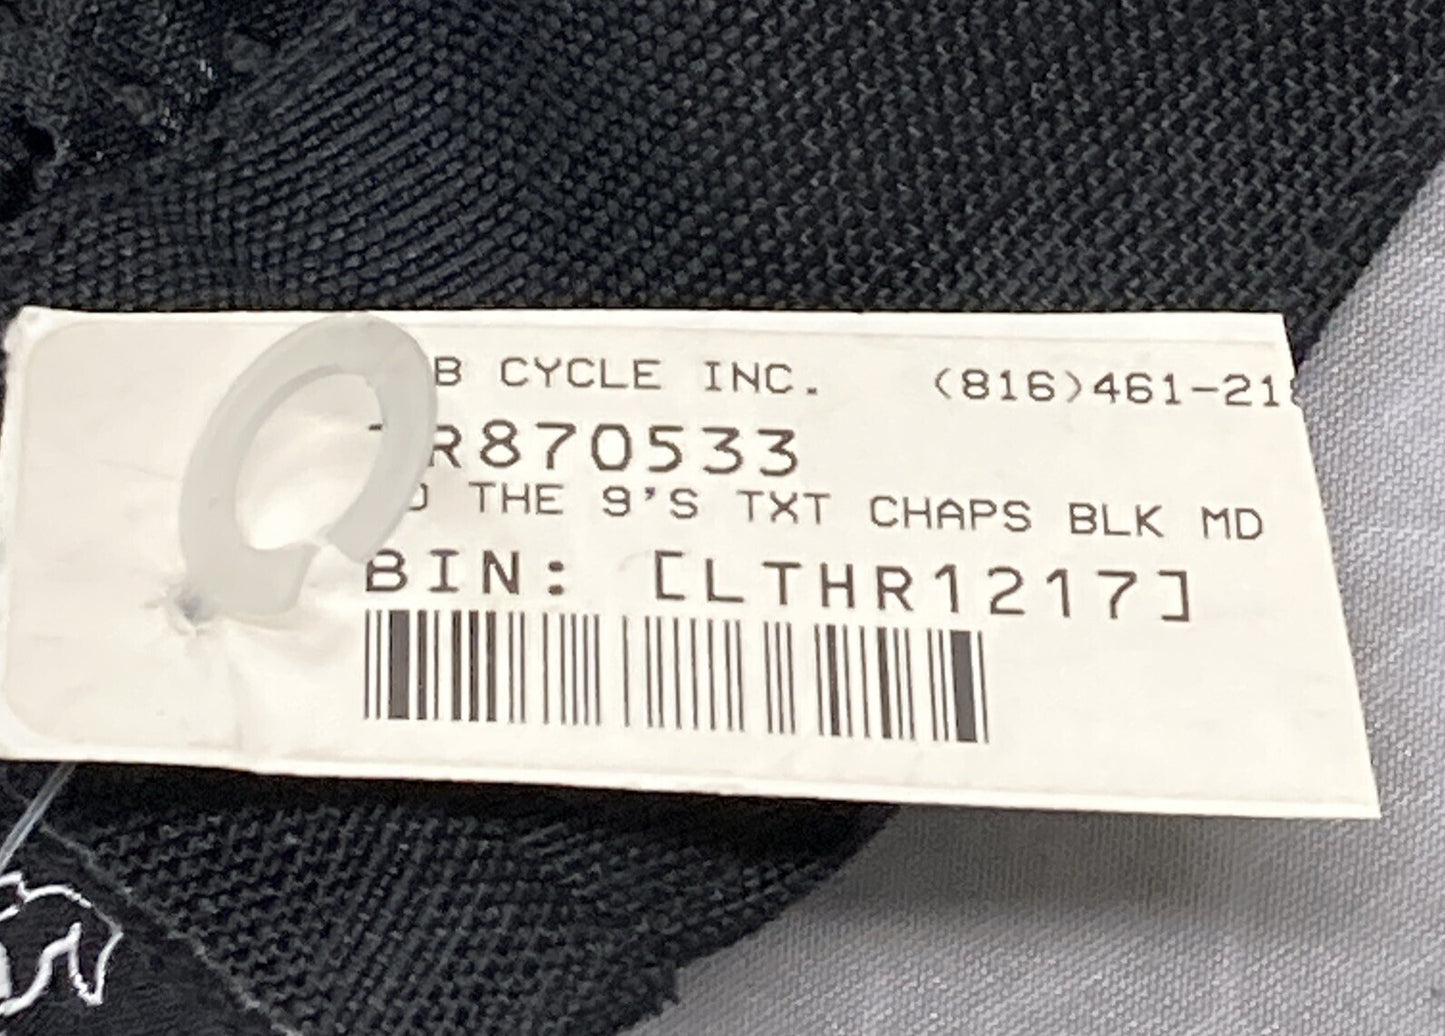 B CYCLE INC. (816)461-21
R870533
THE 9'S TXT CHAPS BLK MD
BIN: [LTHR1217]